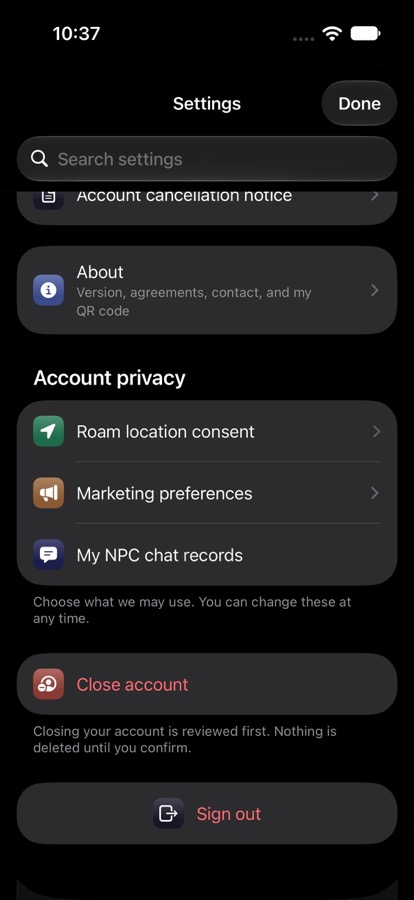 10:37
Settings
Done
Search settings
Account cancellation notice
About
Version, agreements, contact, and my
QR code
Account privacy
Roam location consent
Marketing preferences
My NPC chat records
Choose what we may use. You can change these at
any time.
Close account
Closing your account is reviewed first. Nothing is
deleted until you confirm.
Sign out